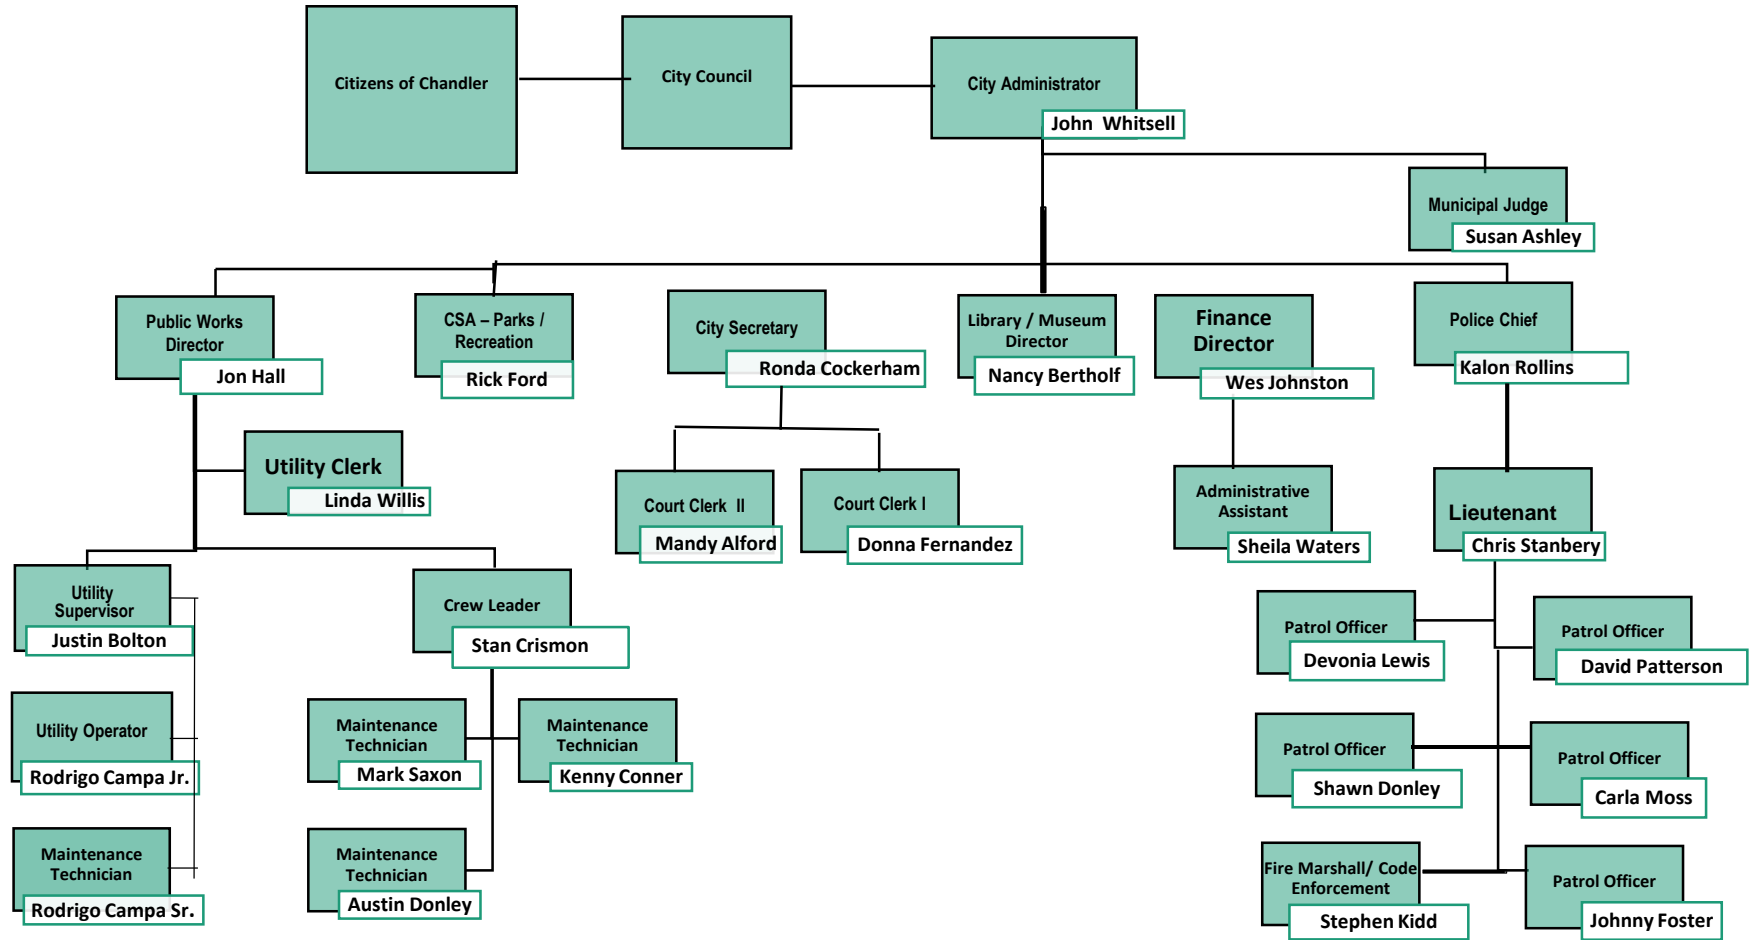 Citizens of Chandler
City Council
City Administrator
John Whitsell
Municipal Judge
Susan Ashley
Public Works
Director
Jon Hall
CSA – Parks /
Recreation
Rick Ford
City Secretary
Ronda Cockerham
Library / Museum
Director
Nancy Bertholf
Finance
Director
Wes Johnston
Police Chief
Kalon Rollins
Utility Clerk
Linda Willis
Court Clerk II
Mandy Alford
Court Clerk I
Donna Fernandez
Administrative
Assistant
Sheila Waters
Lieutenant
Chris Stanbery
Utility
Supervisor
Justin Bolton
Crew Leader
Stan Crismon
Patrol Officer
Devonia Lewis
Patrol Officer
David Patterson
Utility Operator
Rodrigo Campa Jr.
Maintenance
Technician
Mark Saxon
Maintenance
Technician
Kenny Conner
Patrol Officer
Shawn Donley
Patrol Officer
Carla Moss
Maintenance
Technician
Rodrigo Campa Sr.
Maintenance
Technician
Austin Donley
Fire Marshall/ Code
Enforcement
Stephen Kidd
Patrol Officer
Johnny Foster